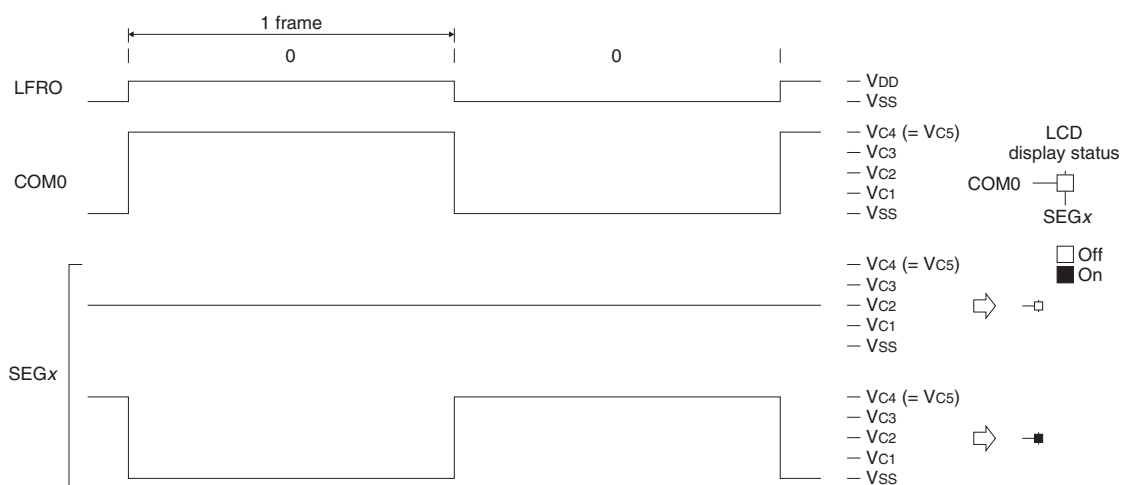 1 frame
0 0
LFRO
VDD
VSS
COM0
VC4 (= VC5)
VC3
VC2
VC1
VSS
LCD
display status
COM0
SEGx
Off
On
SEGx
VC4 (= VC5)
VC3
VC2
VC1
VSS
VC4 (= VC5)
VC3
VC2
VC1
VSS